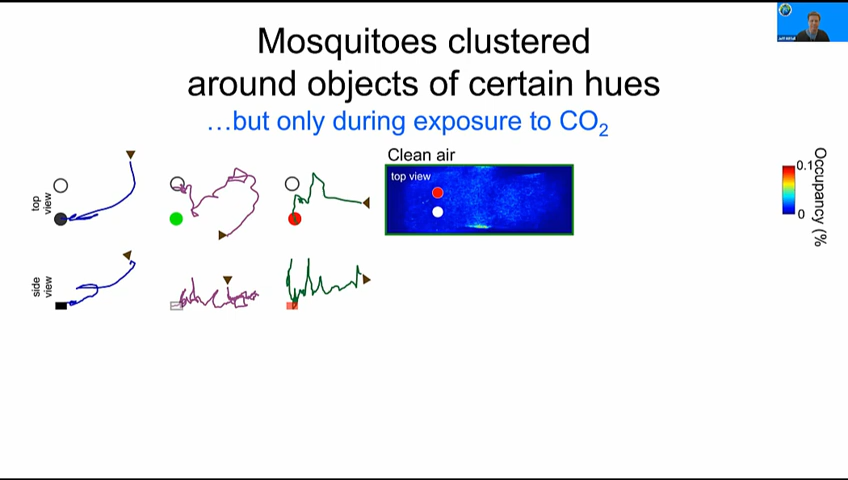 Mosquitoes clustered
around objects of certain hues
…but only during exposure to CO₂
Clean air
top view
top
view
side
view
0.1
0
Occupancy (%